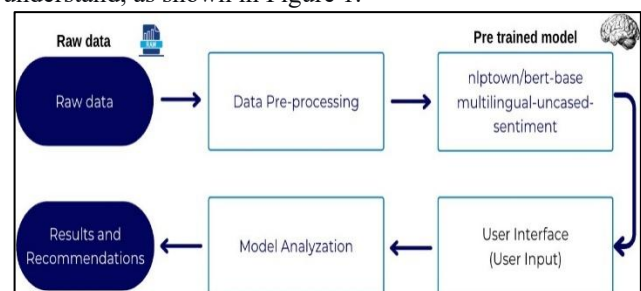 understand, as shown in Figure 1.
Raw data
Pre trained model
RAW
Raw data
Data Pre-processing
nlptown/bert-base
multilingual-uncased-
sentiment
Results and
Recommendations
Model Analyzation
User Interface
(User Input)